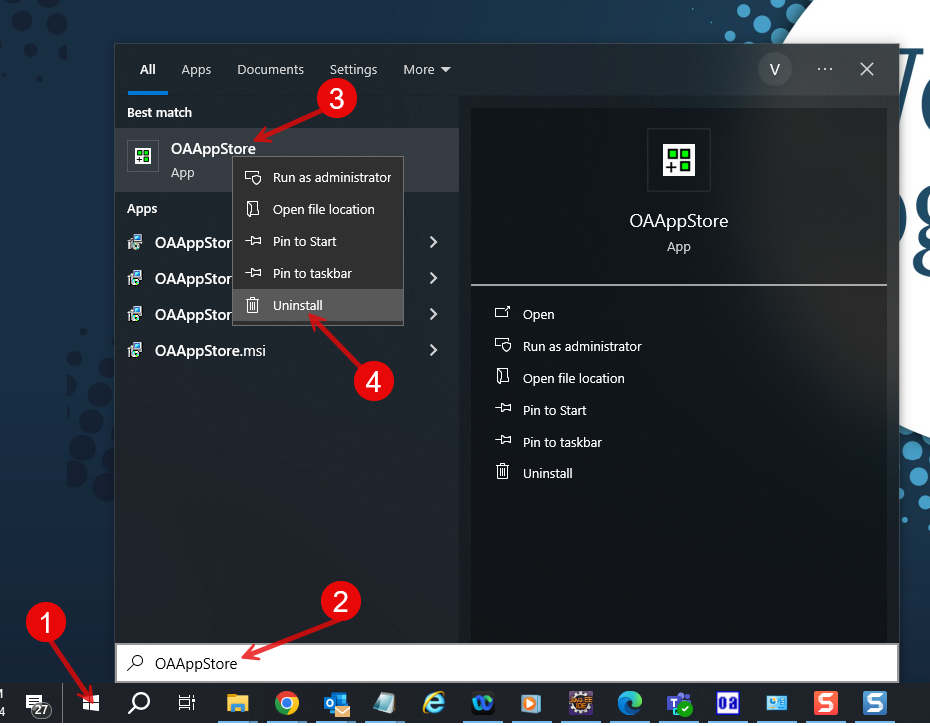 All Apps Documents Settings More V ...
Best match
3
OAAppStore
App
Run as administrator
Open file location
Pin to Start
Pin to taskbar
Uninstall
Apps
OAAppStor
OAAppStor
OAAppStor
OAAppStore.msi
4
OAAppStore
App
Open
Run as administrator
Open file location
Pin to Start
Pin to taskbar
Uninstall
2
1
OAAppStore
27
4
oa